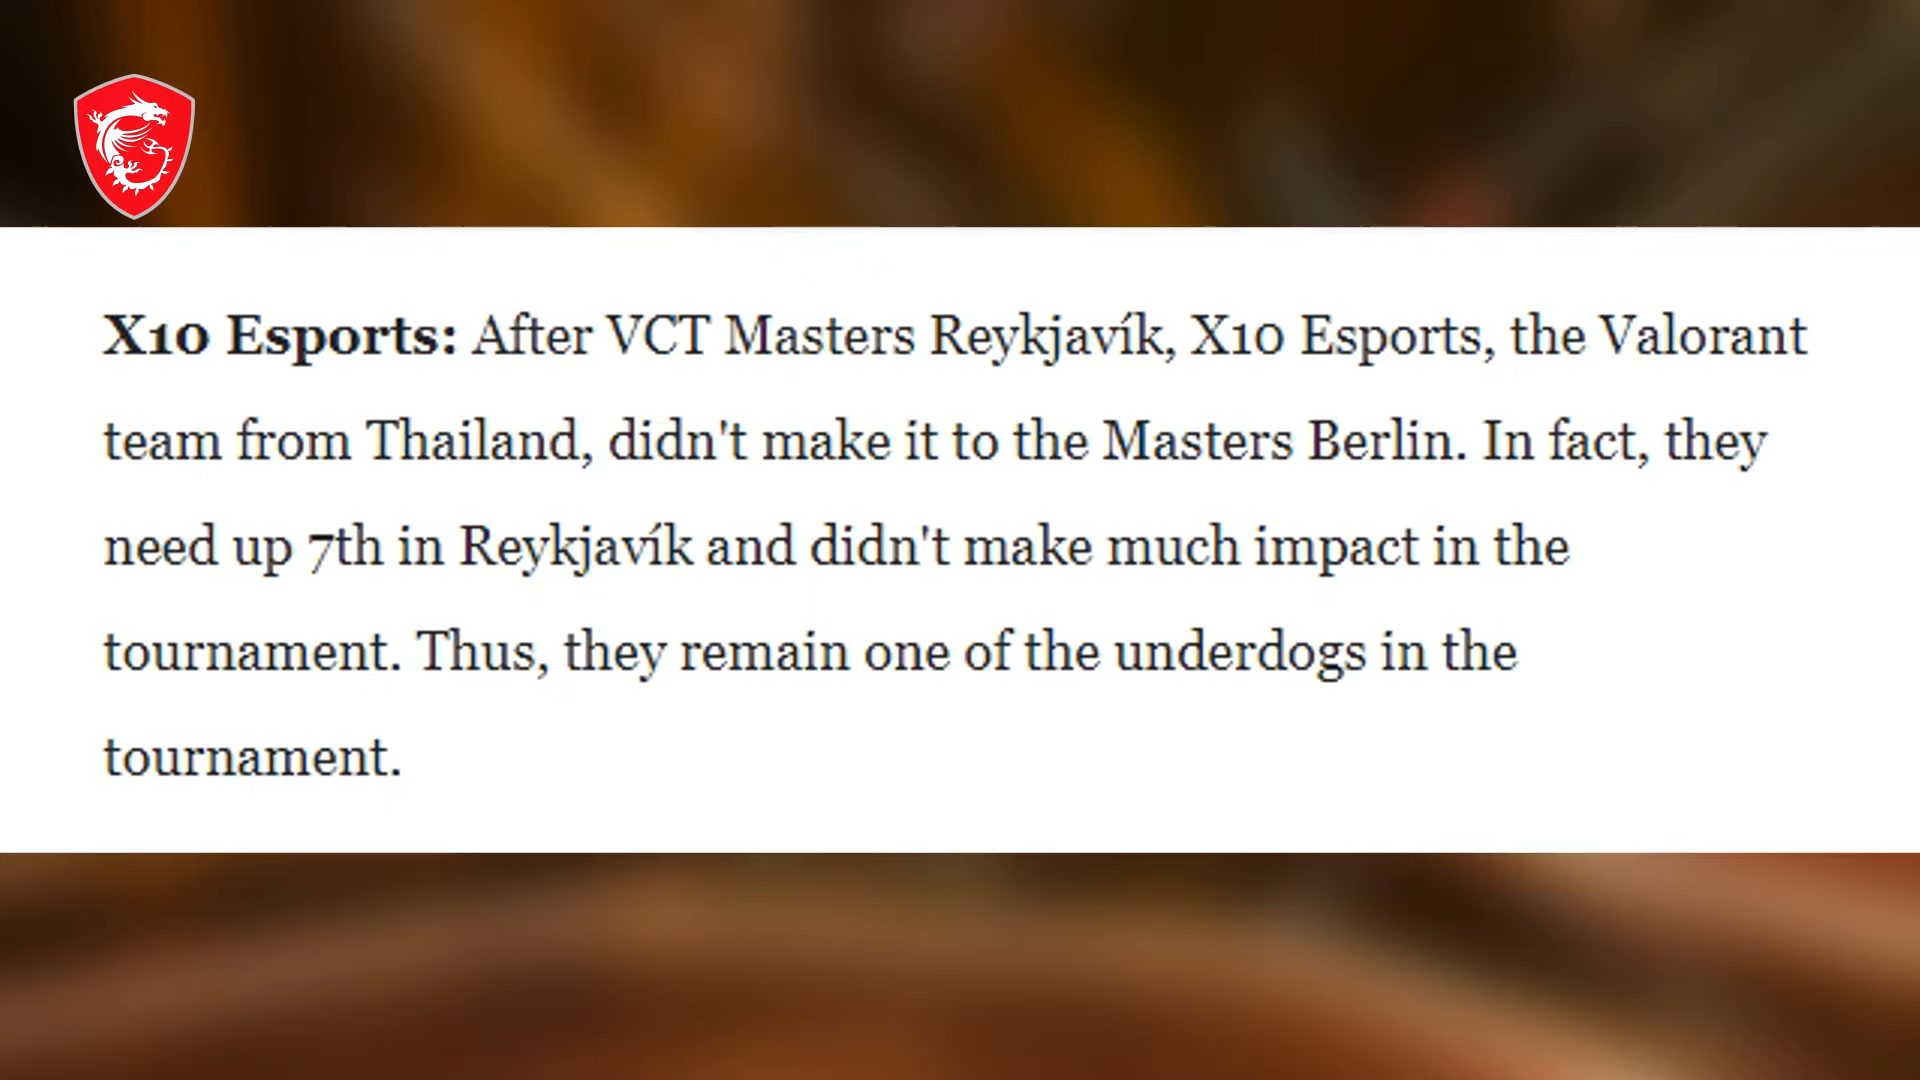 X10 Esports: After VCT Masters Reykjavík, X10 Esports, the Valorant
team from Thailand, didn't make it to the Masters Berlin. In fact, they
need up 7th in Reykjavík and didn't make much impact in the
tournament. Thus, they remain one of the underdogs in the
tournament.